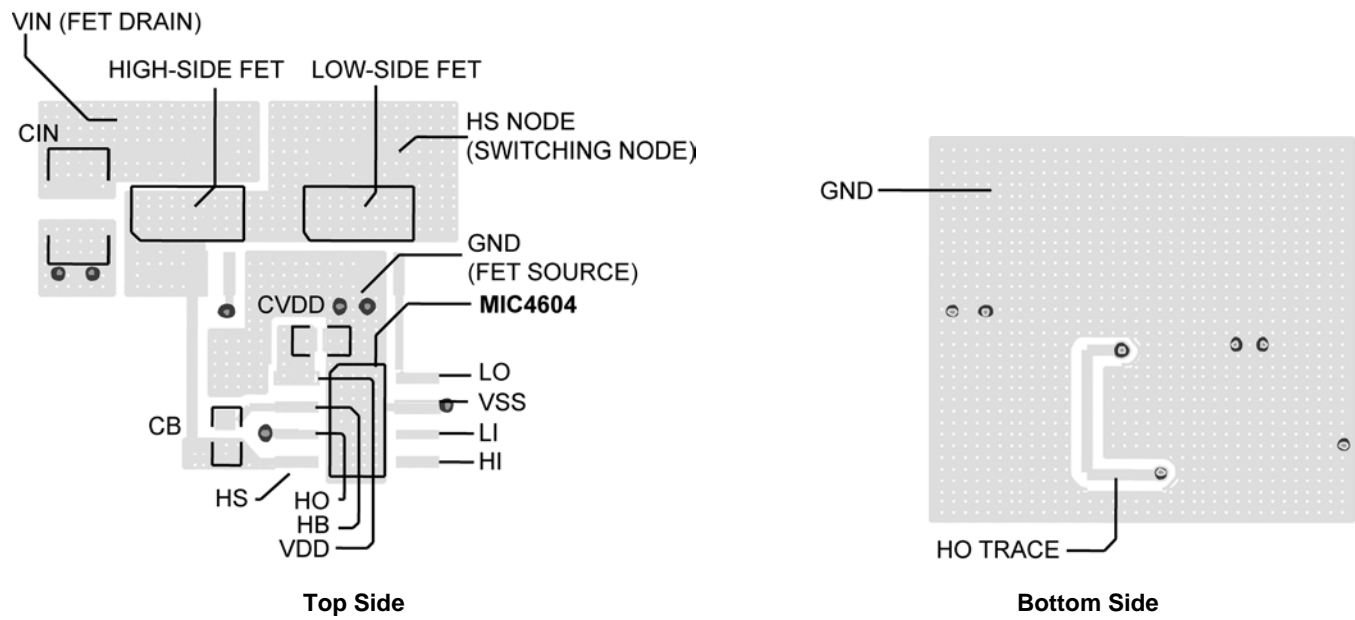 VIN (FET DRAIN)
HIGH-SIDE FET
LOW-SIDE FET
CIN
HS NODE
(SWITCHING NODE)
GND
(FET SOURCE)
CVDD
MIC4604
LO
VSS
LI
HI
CB
HS
HO
HB
VDD
Top Side
GND
HO TRACE
Bottom Side